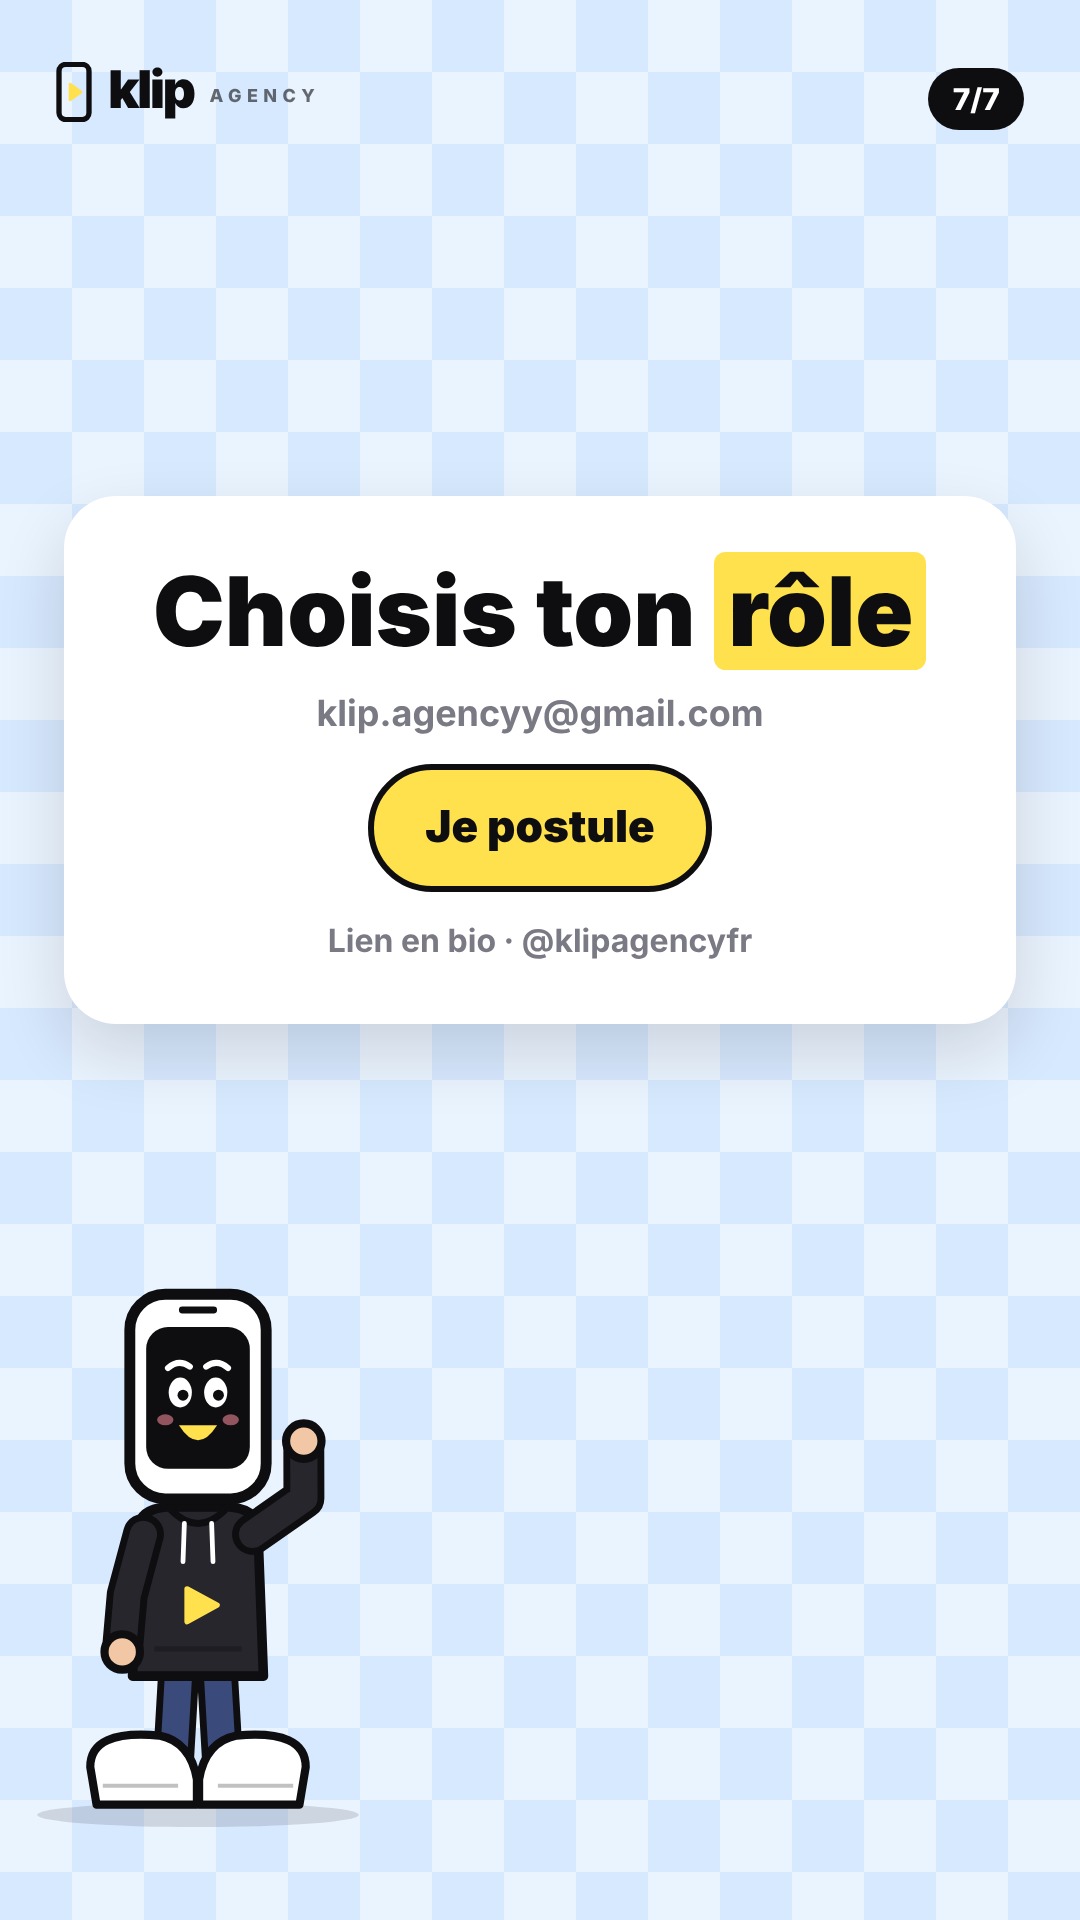 klip AGENCY
7/7
Choisis ton rôle
klip.agencyy@gmail.com
Je postule
Lien en bio · @klipagencyfr